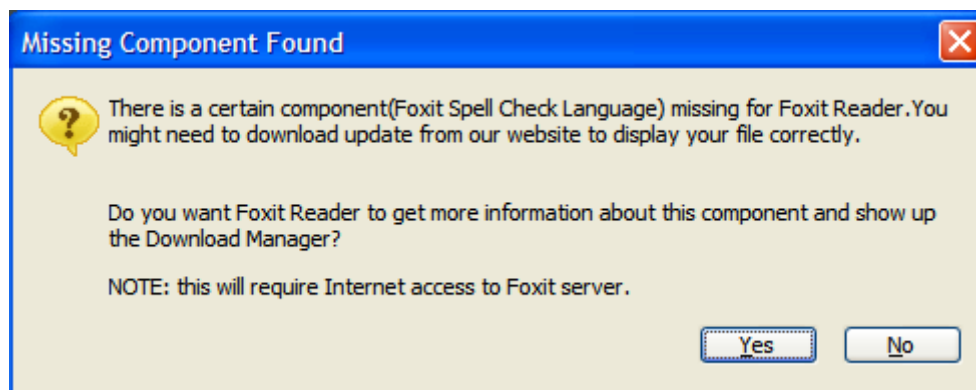 Missing Component Found
There is a certain component(Foxit Spell Check Language) missing for Foxit Reader.You
might need to download update from our website to display your file correctly.
Do you want Foxit Reader to get more information about this component and show up
the Download Manager?
NOTE: this will require Internet access to Foxit server.
Yes No